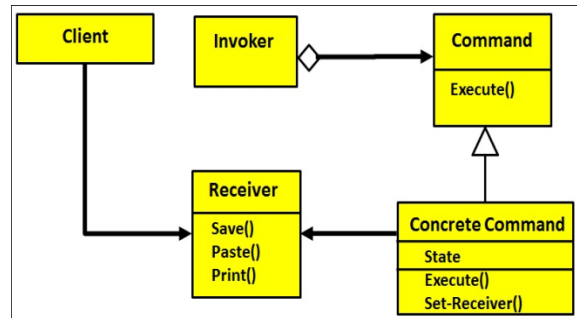 Client
Invoker
Command
Execute()
Receiver
Save()
Paste()
Print()
Concrete Command
State
Execute()
Set-Receiver()